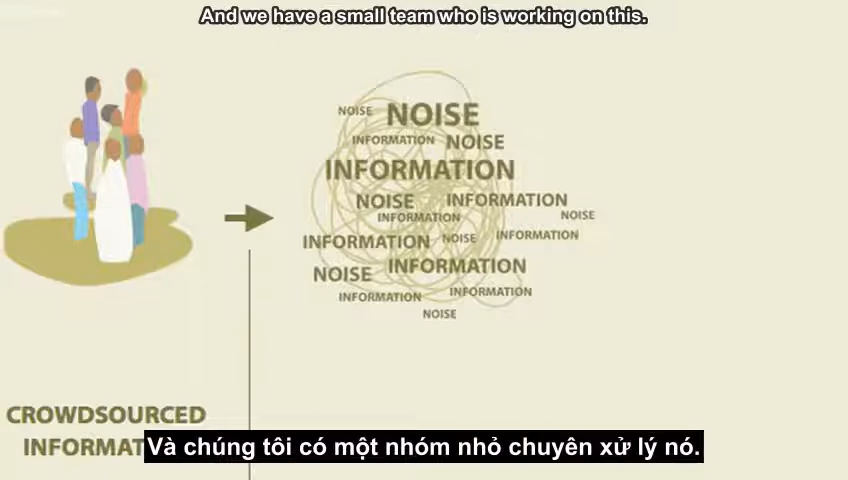 And we have a small team who is working on this.
NOISE NOISE
INFORMATION NOISE
INFORMATION
NOISE INFORMATION
INFORMATION NOISE
INFORMATION NOISE INFORMATION
NOISE INFORMATION
INFORMATION INFORMATION
NOISE
CROWDSOURCED
Và chúng tôi có một nhóm nhỏ chuyên xử lý nó.